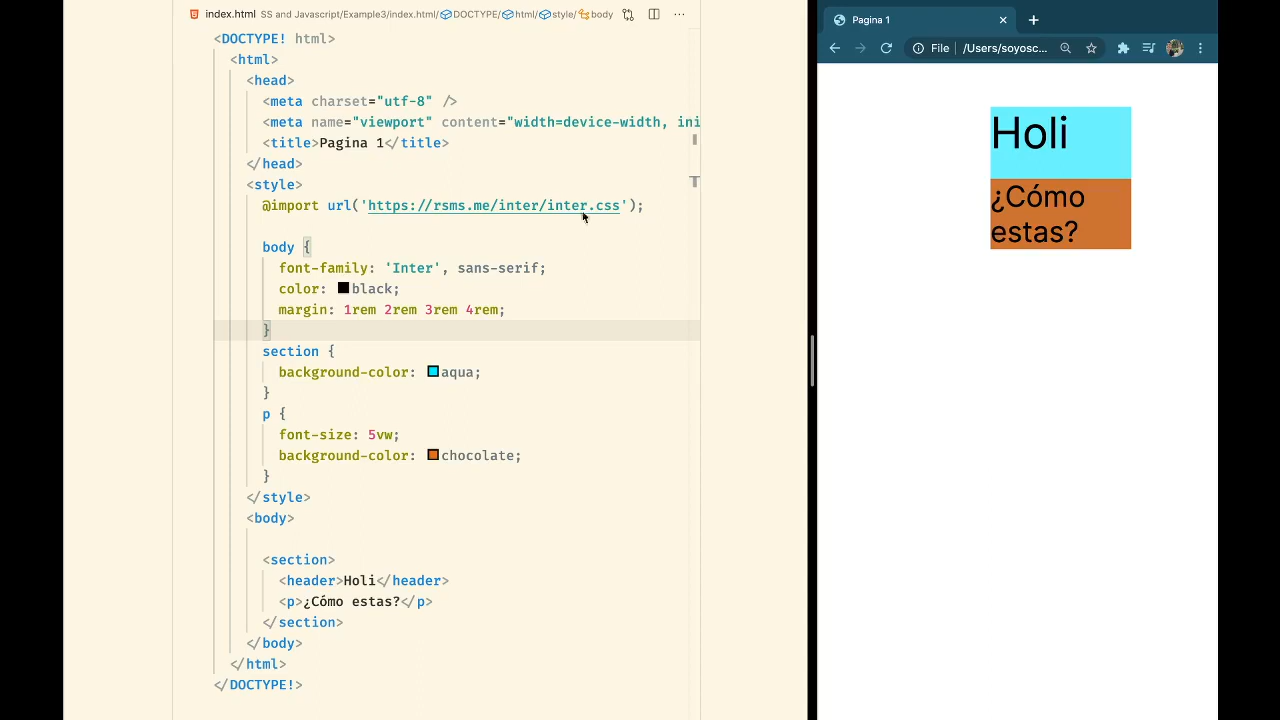 index.html SS and Javascript/Example3/index.html/DOCTYPE/html/style/body
<DOCTYPE! html>
<html>
<head>
<meta charset="utf-8" />
<meta name="viewport" content="width=device-width, ini
<title>Pagina 1</title>
</head>
<style>
@import url('https://rsms.me/inter/inter.css');
body {
font-family: 'Inter', sans-serif;
color: black;
margin: 1rem 2rem 3rem 4rem;
}
section {
background-color: aqua;
}
p {
font-size: 5vw;
background-color: chocolate;
}
</style>
<body>
<section>
<header>Holi</header>
<p>¿Cómo estas?</p>
</section>
</body>
</html>
</DOCTYPE!>
Pagina 1
File /Users/soyosc...
Holi
¿Cómo
estas?